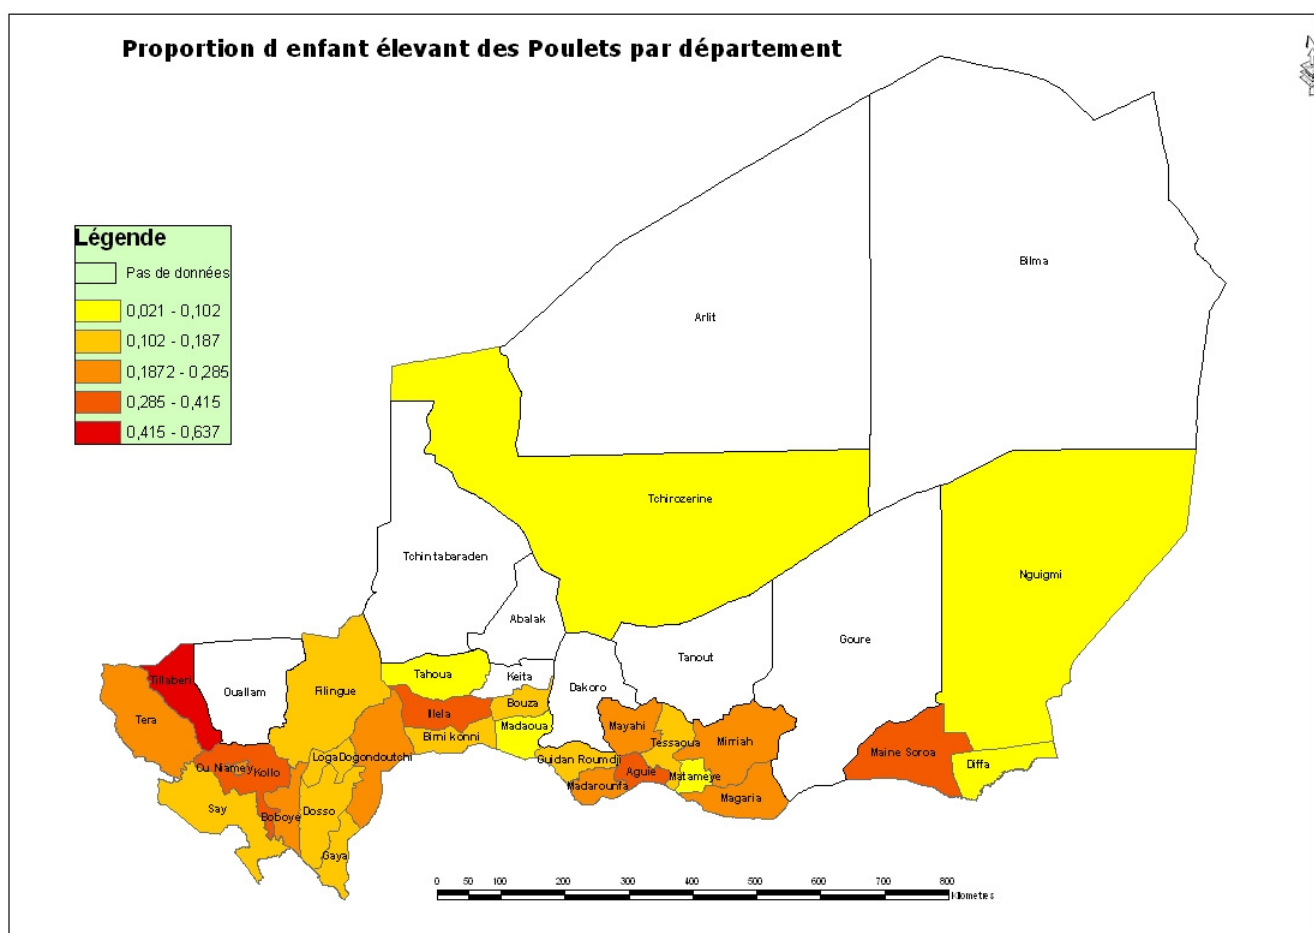 Proportion d enfant élevant des Poulets par département
N
Légende
Pas de données
0,021 - 0,102
0,102 - 0,187
0,1872 - 0,285
0,285 - 0,415
0,415 - 0,637
Bilma
Arlit
Tchirozerine
Tchintabaraden
Nguigmi
Abalak
Goure
Tanout
Tahoua
Keita
Dakoro
Ouallam
Filingue
Tillaberi
Tera
Illela
Bouza
Madaoua
Birni konni
Mayahi
Tessaoua
Mirriah
Maine Soroa
Diffa
Loga
Dogondoutchi
Guidan Roumdji
Aguie
Matameye
Cu Niamey
Kollo
Madarounfa
Magaria
Say
Boboye
Dosso
Gaya
0 50 100 200 300 400 500 600 700 800
Kilometres